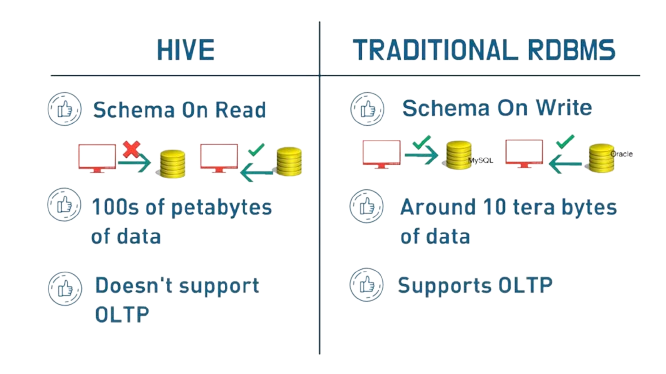 HIVE
TRADITIONAL RDBMS
Schema On Read
Schema On Write
MySQL
Oracle
100s of petabytes
of data
Around 10 tera bytes
of data
Doesn't support
OLTP
Supports OLTP